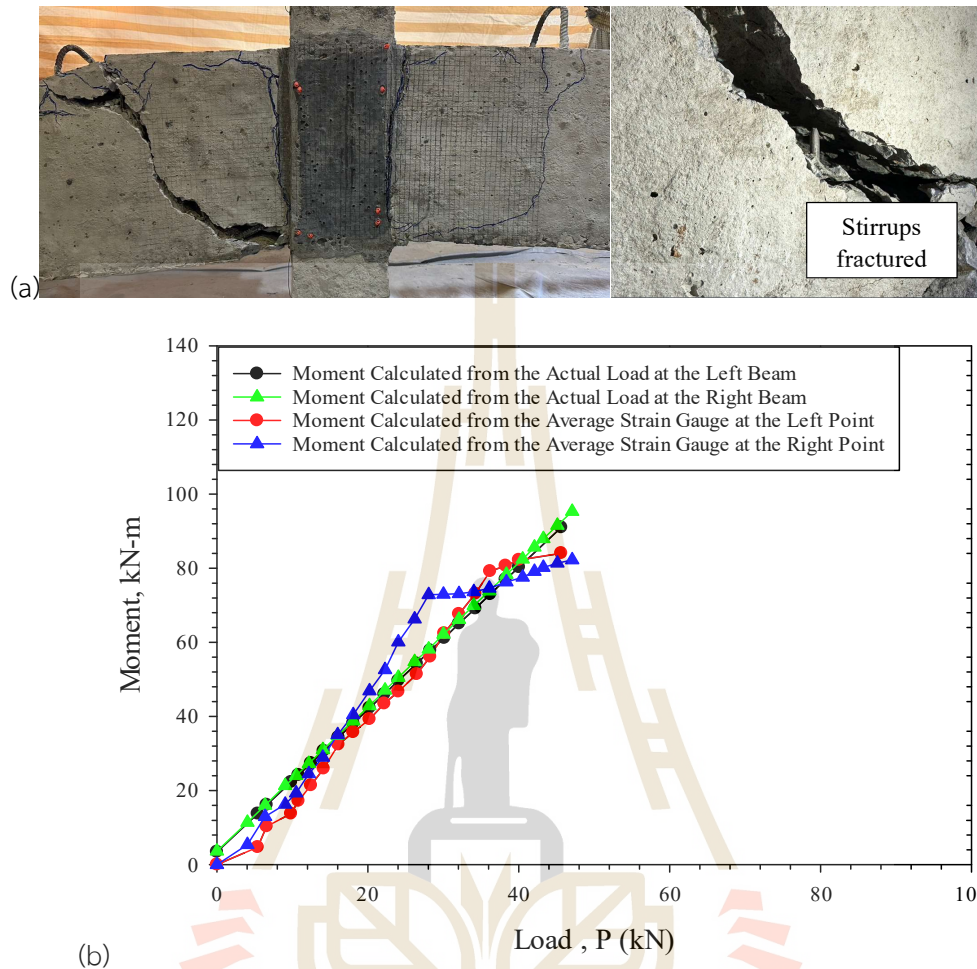 Stirrups
fractured
(a)
140
120
100
80
60
40
20
0
Moment, kN-m
Moment Calculated from the Actual Load at the Left Beam
Moment Calculated from the Actual Load at the Right Beam
Moment Calculated from the Average Strain Gauge at the Left Point
Moment Calculated from the Average Strain Gauge at the Right Point
0 20 40 60 80 10
Load , P (kN)
(b)